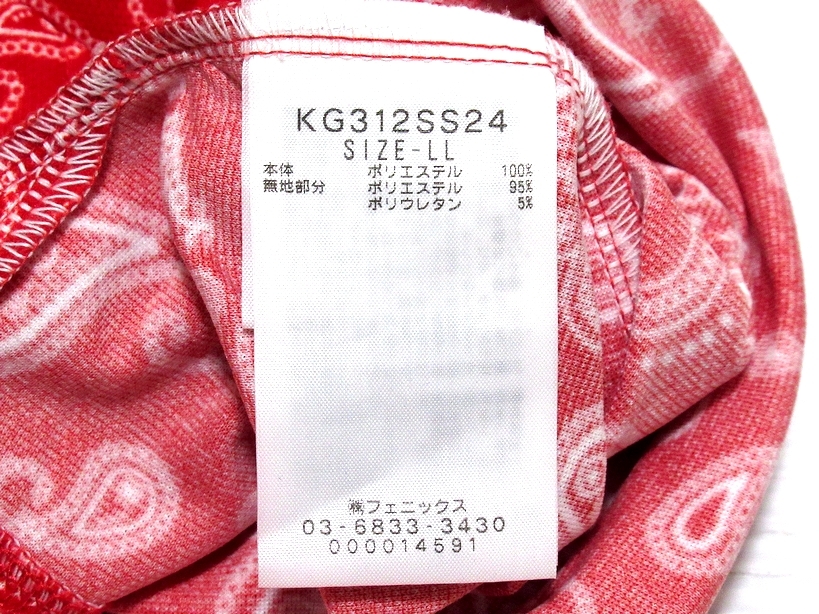 KG312SS24
SIZE-LL
本体 ポリエステル 100%
無地部分 ポリエステル 95%
ポリウレタン 5%
㈱フェニックス
03-6833-3430
000014591